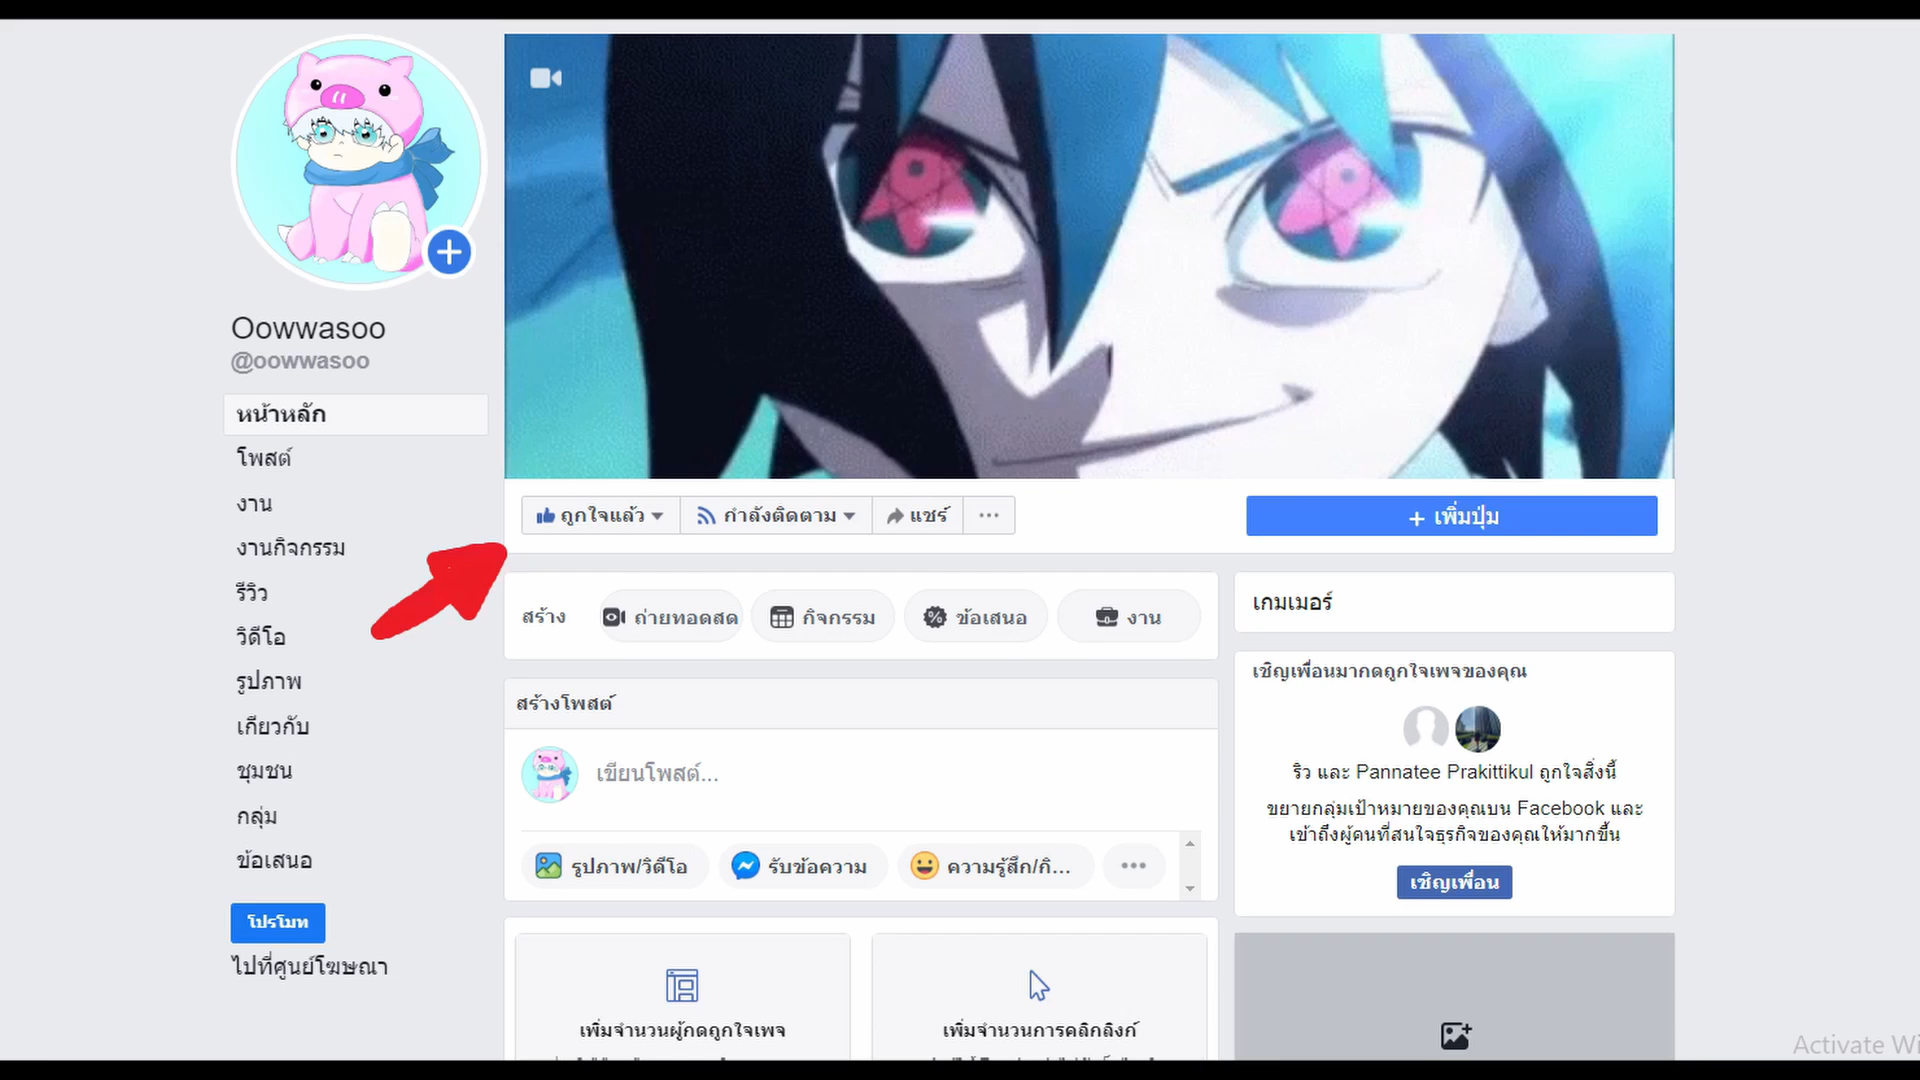 Oowwasoo
@oowwasoo
หน้าหลัก
โพสต์
งาน
งานกิจกรรม
รีวิว
วิดีโอ
รูปภาพ
เกี่ยวกับ
ชุมชน
กลุ่ม
ข้อเสนอ
โปรโมท
ไปที่ศูนย์โฆษณา
ถูกใจแล้ว
กำลังติดตาม
แชร์
+ เพิ่มปุ่ม
สร้าง
ถ่ายทอดสด
กิจกรรม
ข้อเสนอ
งาน
สร้างโพสต์
เขียนโพสต์...
รูปภาพ/วิดีโอ
รับข้อความ
ความรู้สึก/กิ...
เพิ่มจำนวนผู้กดถูกใจเพจ
เพิ่มจำนวนการคลิกลิงก์
เกมเมอร์
เชิญเพื่อนมากดถูกใจเพจของคุณ
ริว และ Pannatee Prakittikul ถูกใจสิ่งนี้
ขยายกลุ่มเป้าหมายของคุณบน Facebook และ
เข้าถึงผู้คนที่สนใจธุรกิจของคุณให้มากขึ้น
เชิญเพื่อน
Activate Wi